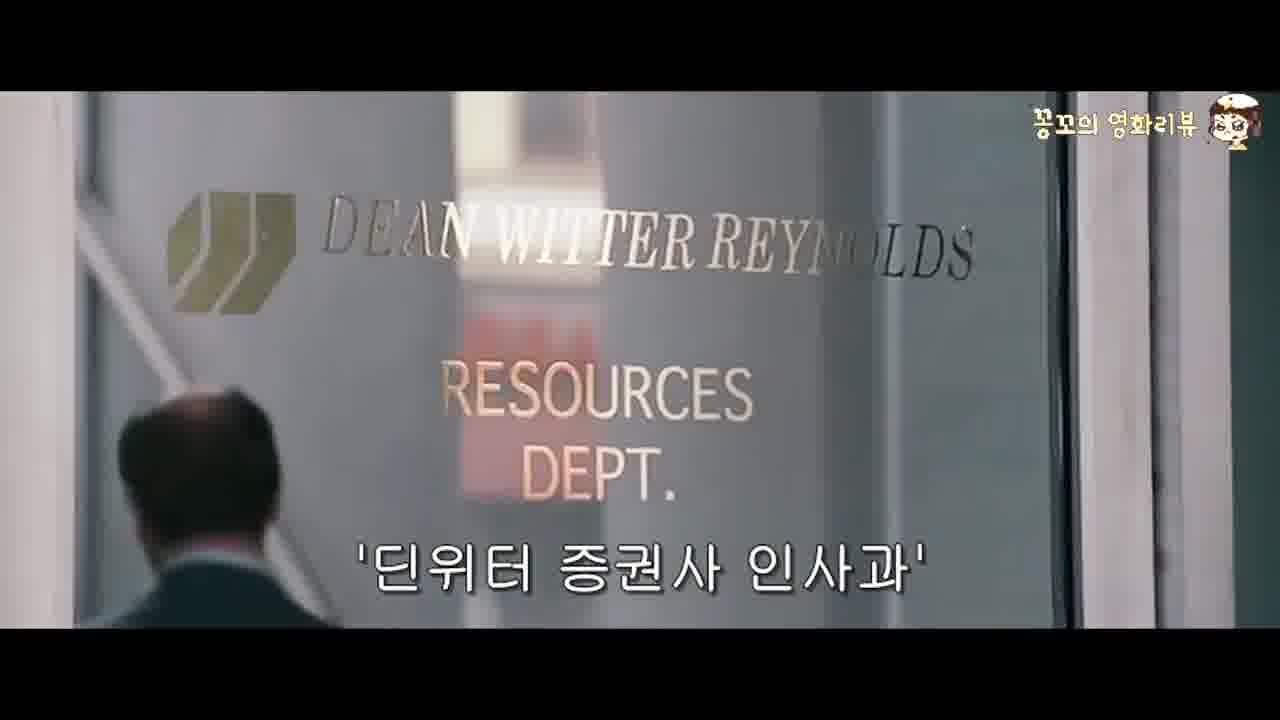 꽁꼬의 영화리뷰
DEAN WITTER REYNOLDS
RESOURCES
DEPT.
'딘위터 증권사 인사과'